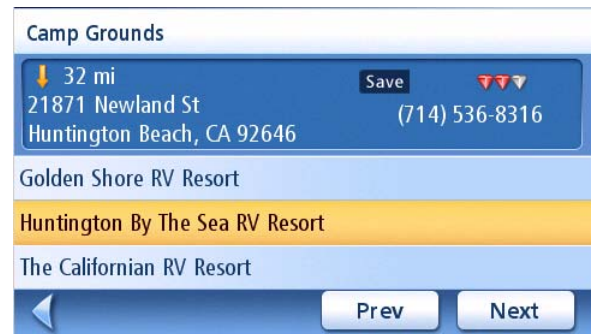 Camp Grounds
32 mi
Save
21871 Newland St
(714) 536-8316
Huntington Beach, CA 92646
Golden Shore RV Resort
Huntington By The Sea RV Resort
The Californian RV Resort
Prev
Next